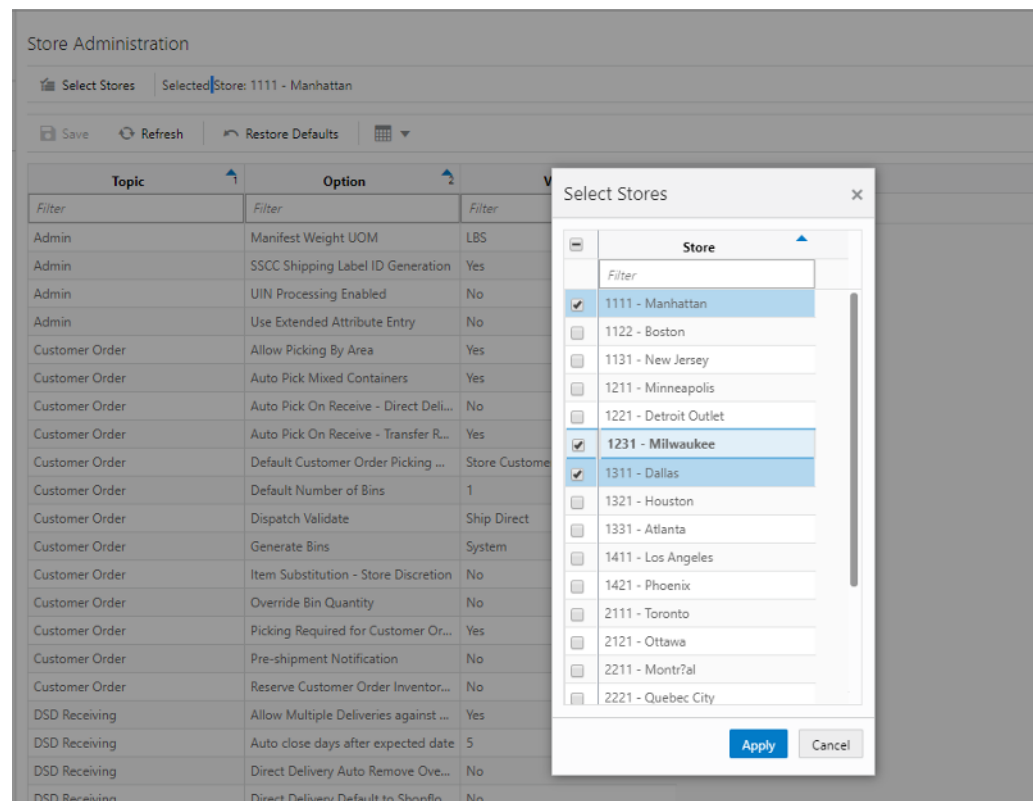 Store Administration
Select Stores Selected Store: 1111 - Manhattan
Save Refresh Restore Defaults
Topic 1 Option 2 V
Filter Filter Filter
Admin Manifest Weight UOM LBS
Admin SSCC Shipping Label ID Generation Yes
Admin UIN Processing Enabled No
Admin Use Extended Attribute Entry No
Customer Order Allow Picking By Area Yes
Customer Order Auto Pick Mixed Containers Yes
Customer Order Auto Pick On Receive - Direct Deli... No
Customer Order Auto Pick On Receive - Transfer R... Yes
Customer Order Default Customer Order Picking ... Store Custome
Customer Order Default Number of Bins 1
Customer Order Dispatch Validate Ship Direct
Customer Order Generate Bins System
Customer Order Item Substitution - Store Discretion No
Customer Order Override Bin Quantity No
Customer Order Picking Required for Customer Or... Yes
Customer Order Pre-shipment Notification No
Customer Order Reserve Customer Order Inventor... No
DSD Receiving Allow Multiple Deliveries against ... Yes
DSD Receiving Auto close days after expected date 5
DSD Receiving Direct Delivery Auto Remove Ove... No
DSD Receiving Direct Delivery Default to Shopflo... No
Select Stores
Store
Filter
1111 - Manhattan
1122 - Boston
1131 - New Jersey
1211 - Minneapolis
1221 - Detroit Outlet
1231 - Milwaukee
1311 - Dallas
1321 - Houston
1331 - Atlanta
1411 - Los Angeles
1421 - Phoenix
2111 - Toronto
2121 - Ottawa
2211 - Montr?al
2221 - Quebec City
Apply Cancel